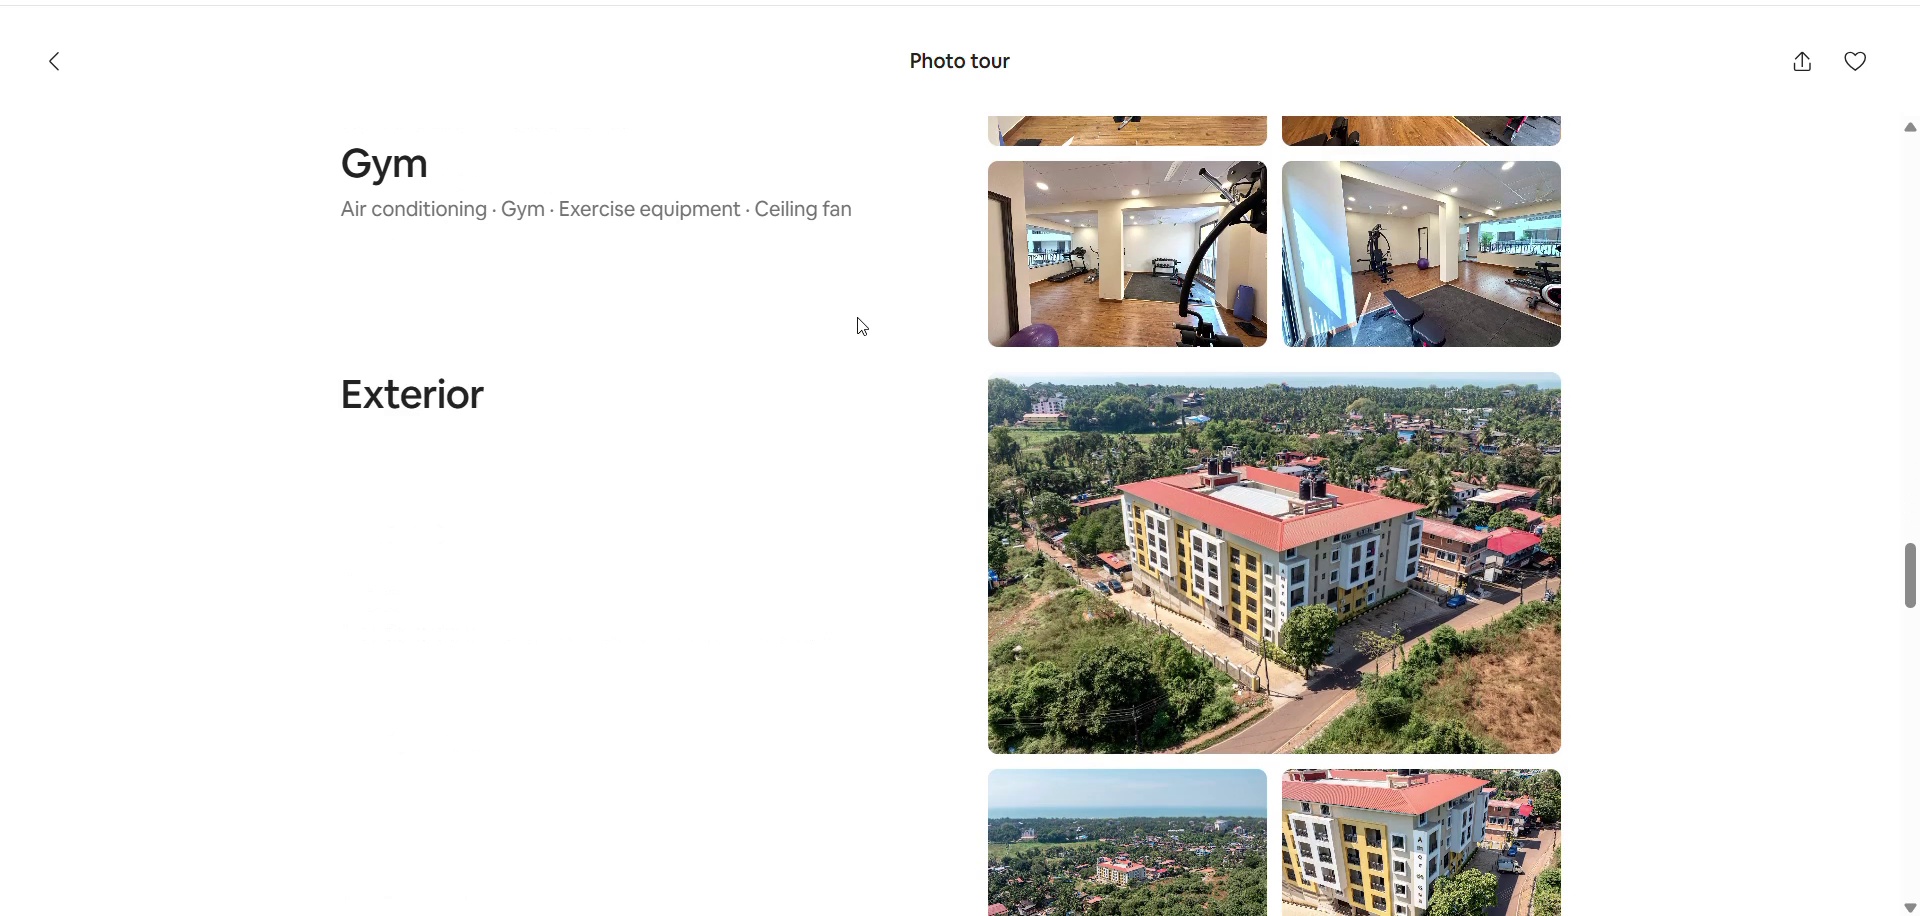 Photo tour
Gym
Air conditioning · Gym · Exercise equipment · Ceiling fan
Exterior